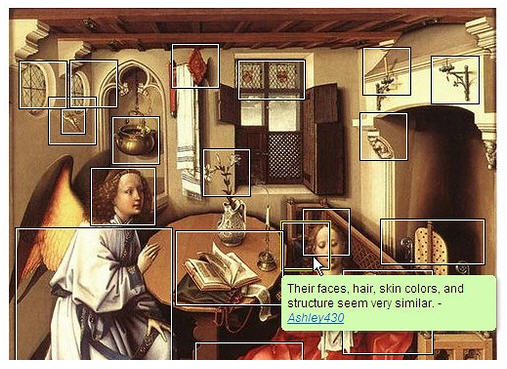 Their faces, hair, skin colors, and
structure seem very similar. -
Ashley430